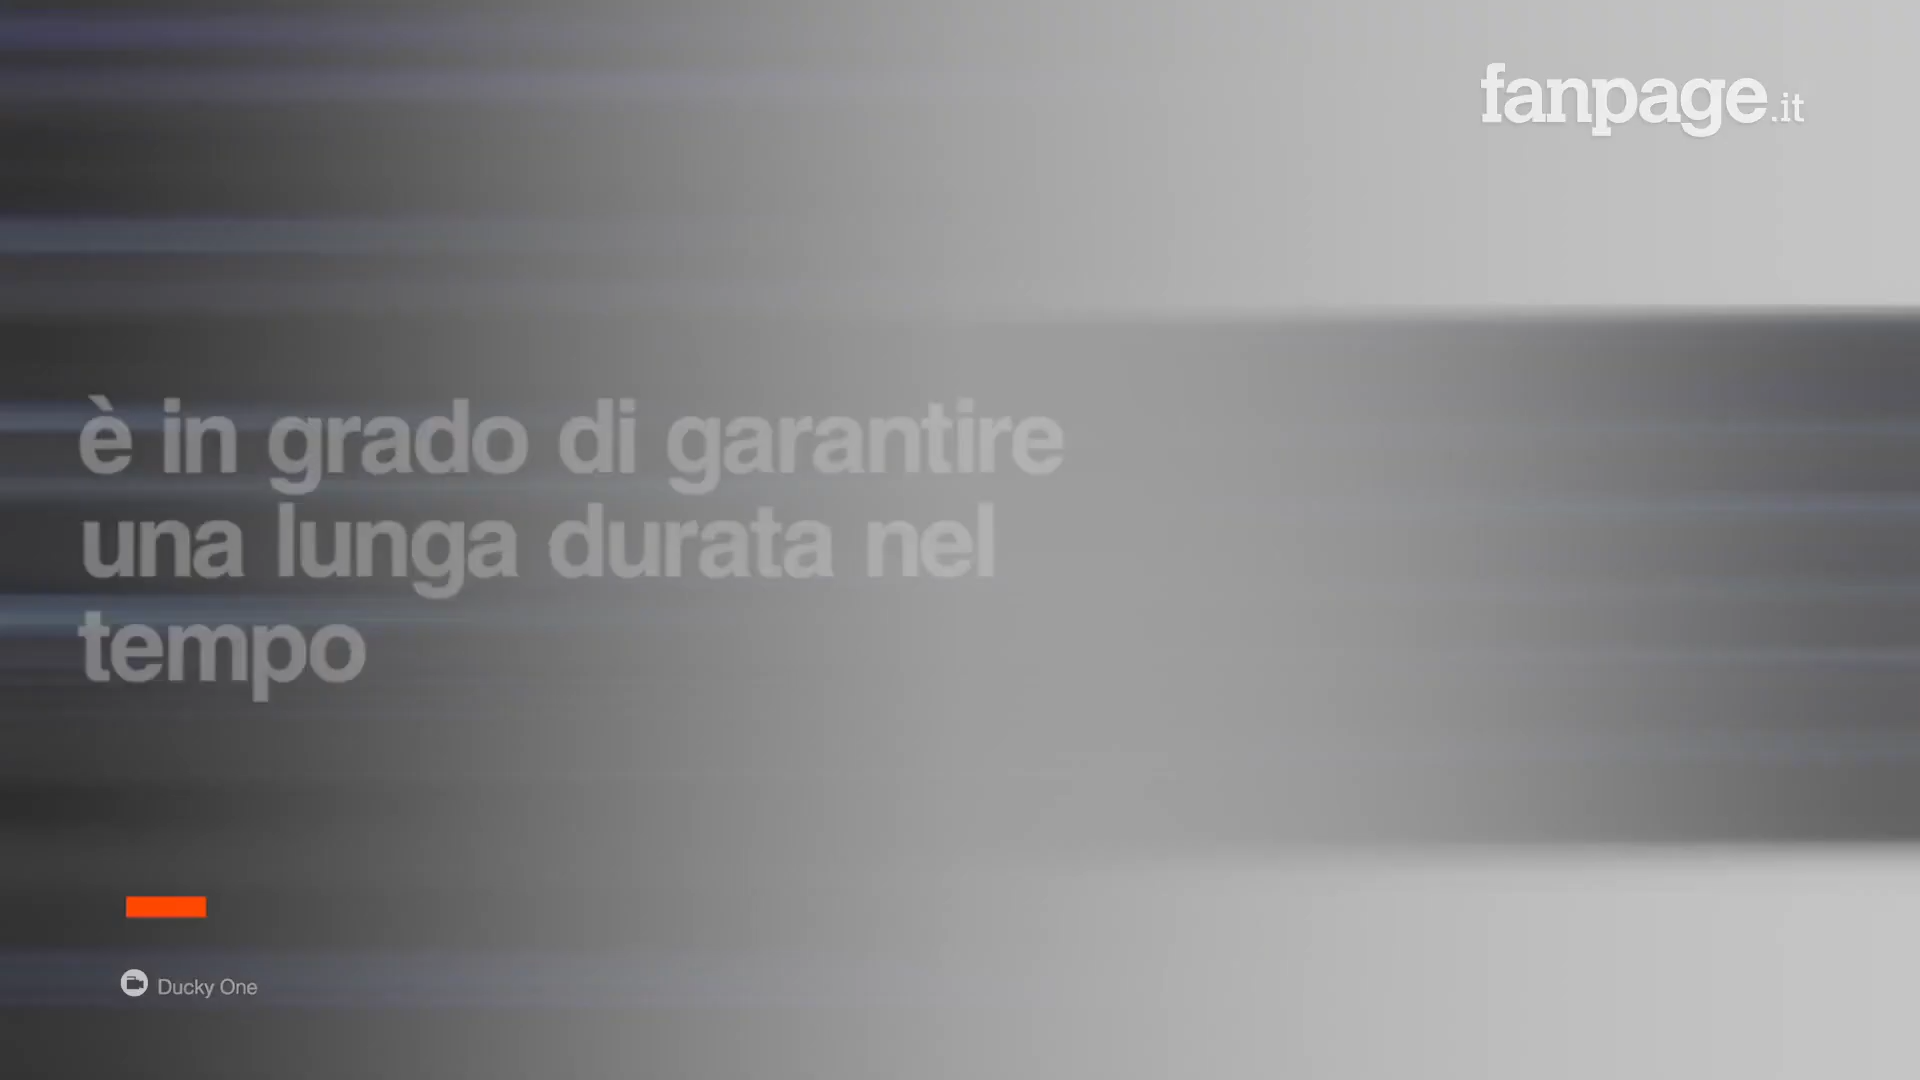 fanpage.it
è in grado di garantire
una lunga durata nel
tempo
Ducky One